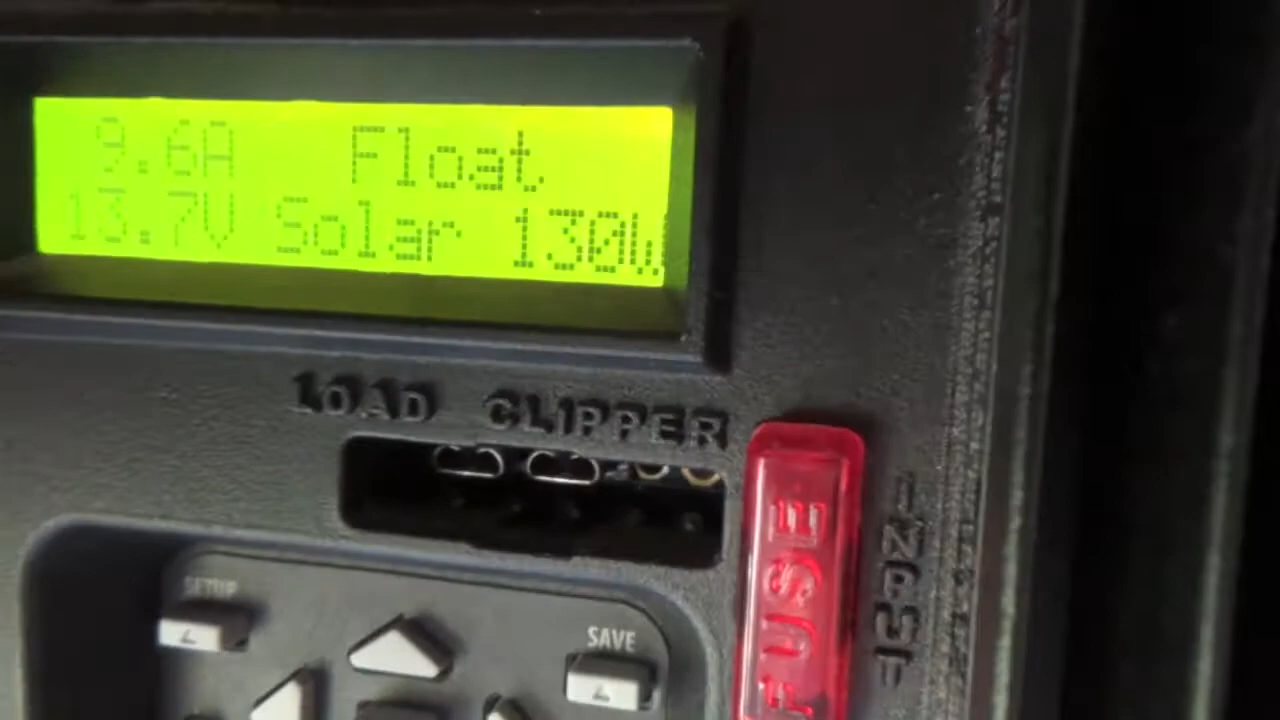 9.6A Float
13.7V Solar 130W
LOAD CLIPPER
FUSE
INPUT
SETUP
SAVE